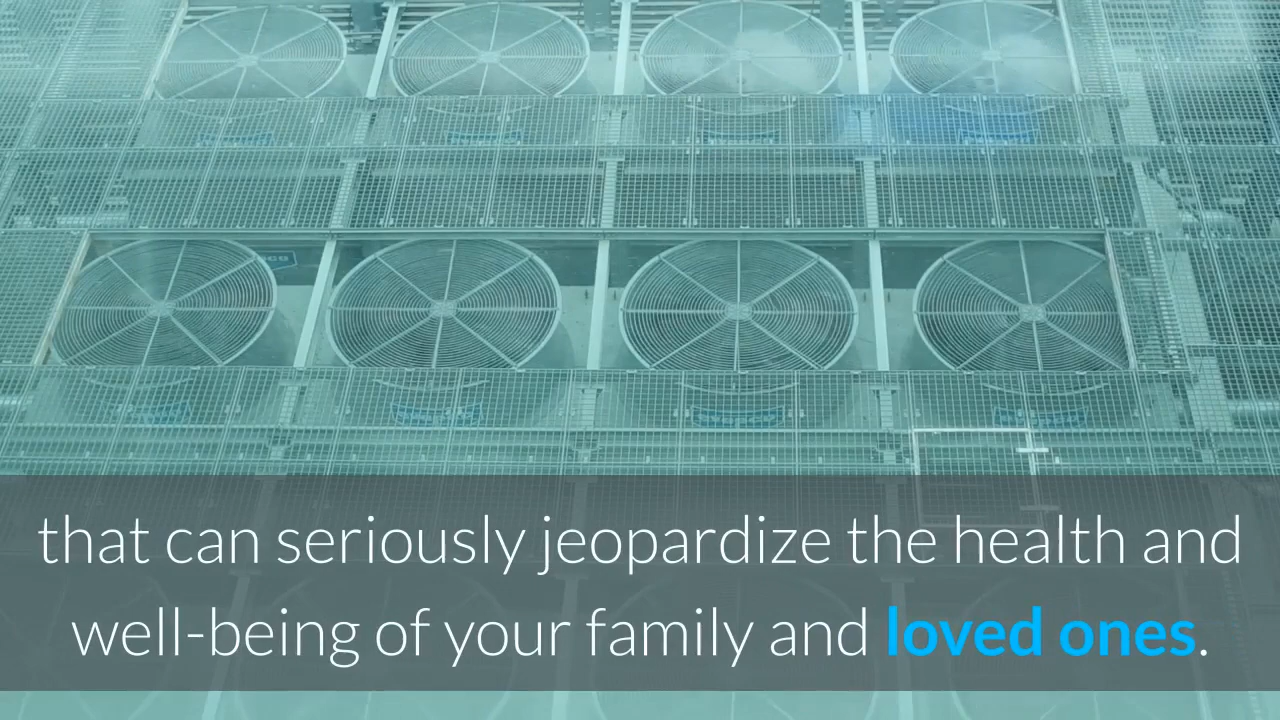 that can seriously jeopardize the health and
well-being of your family and loved ones.